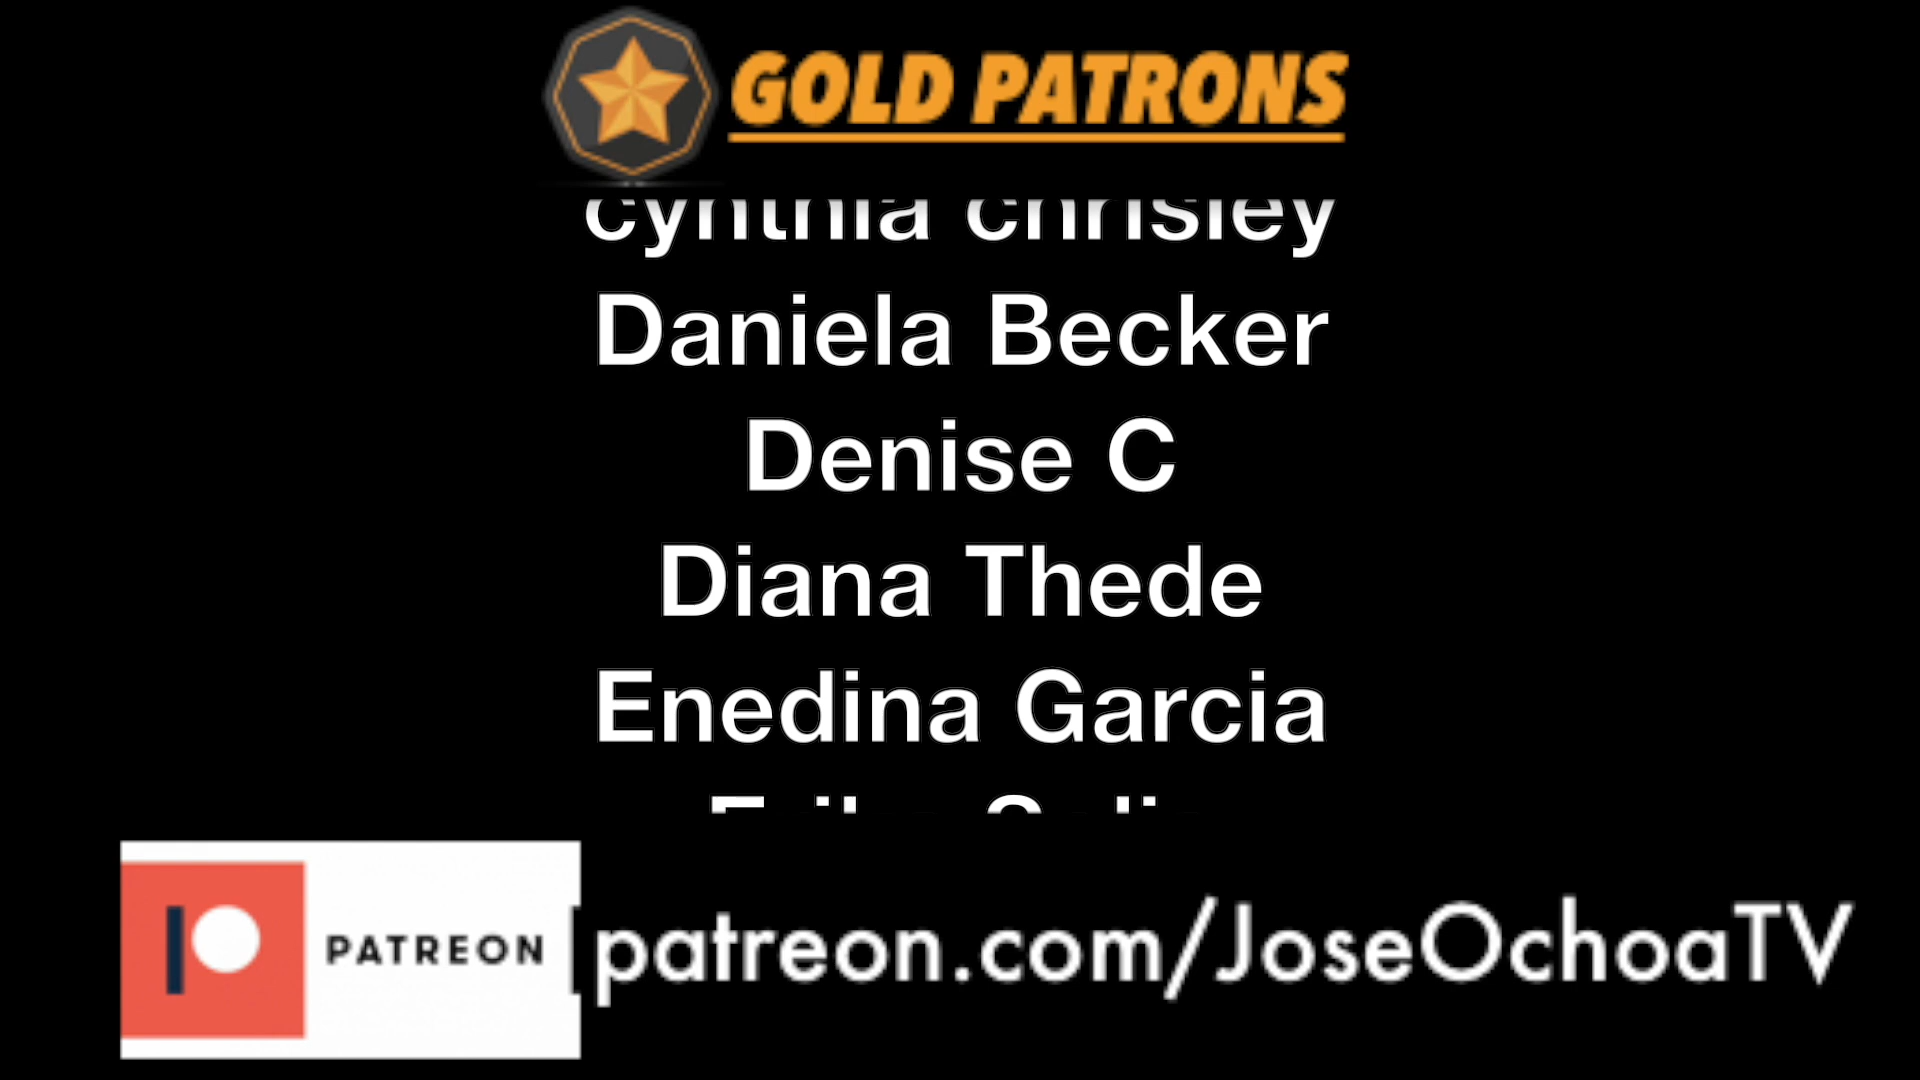 GOLD PATRONS
cynthia chrisley
Daniela Becker
Denise C
Diana Thede
Enedina Garcia
PATREON patreon.com/JoseOchoaTV